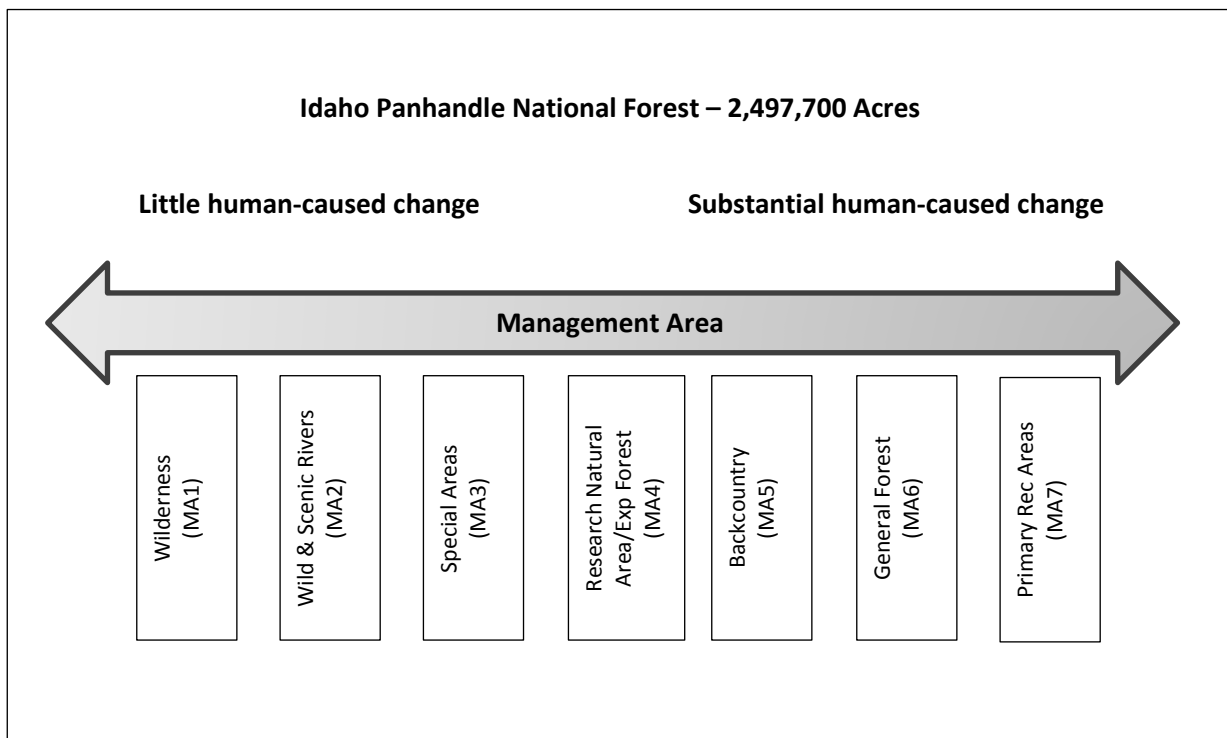 Idaho Panhandle National Forest – 2,497,700 Acres
Little human-caused change
Substantial human-caused change
Management Area
Wilderness
(MA1)
Wild & Scenic Rivers
(MA2)
Special Areas
(MA3)
Research Natural
Area/Exp Forest
(MA4)
Backcountry
(MA5)
General Forest
(MA6)
Primary Rec Areas
(MA7)